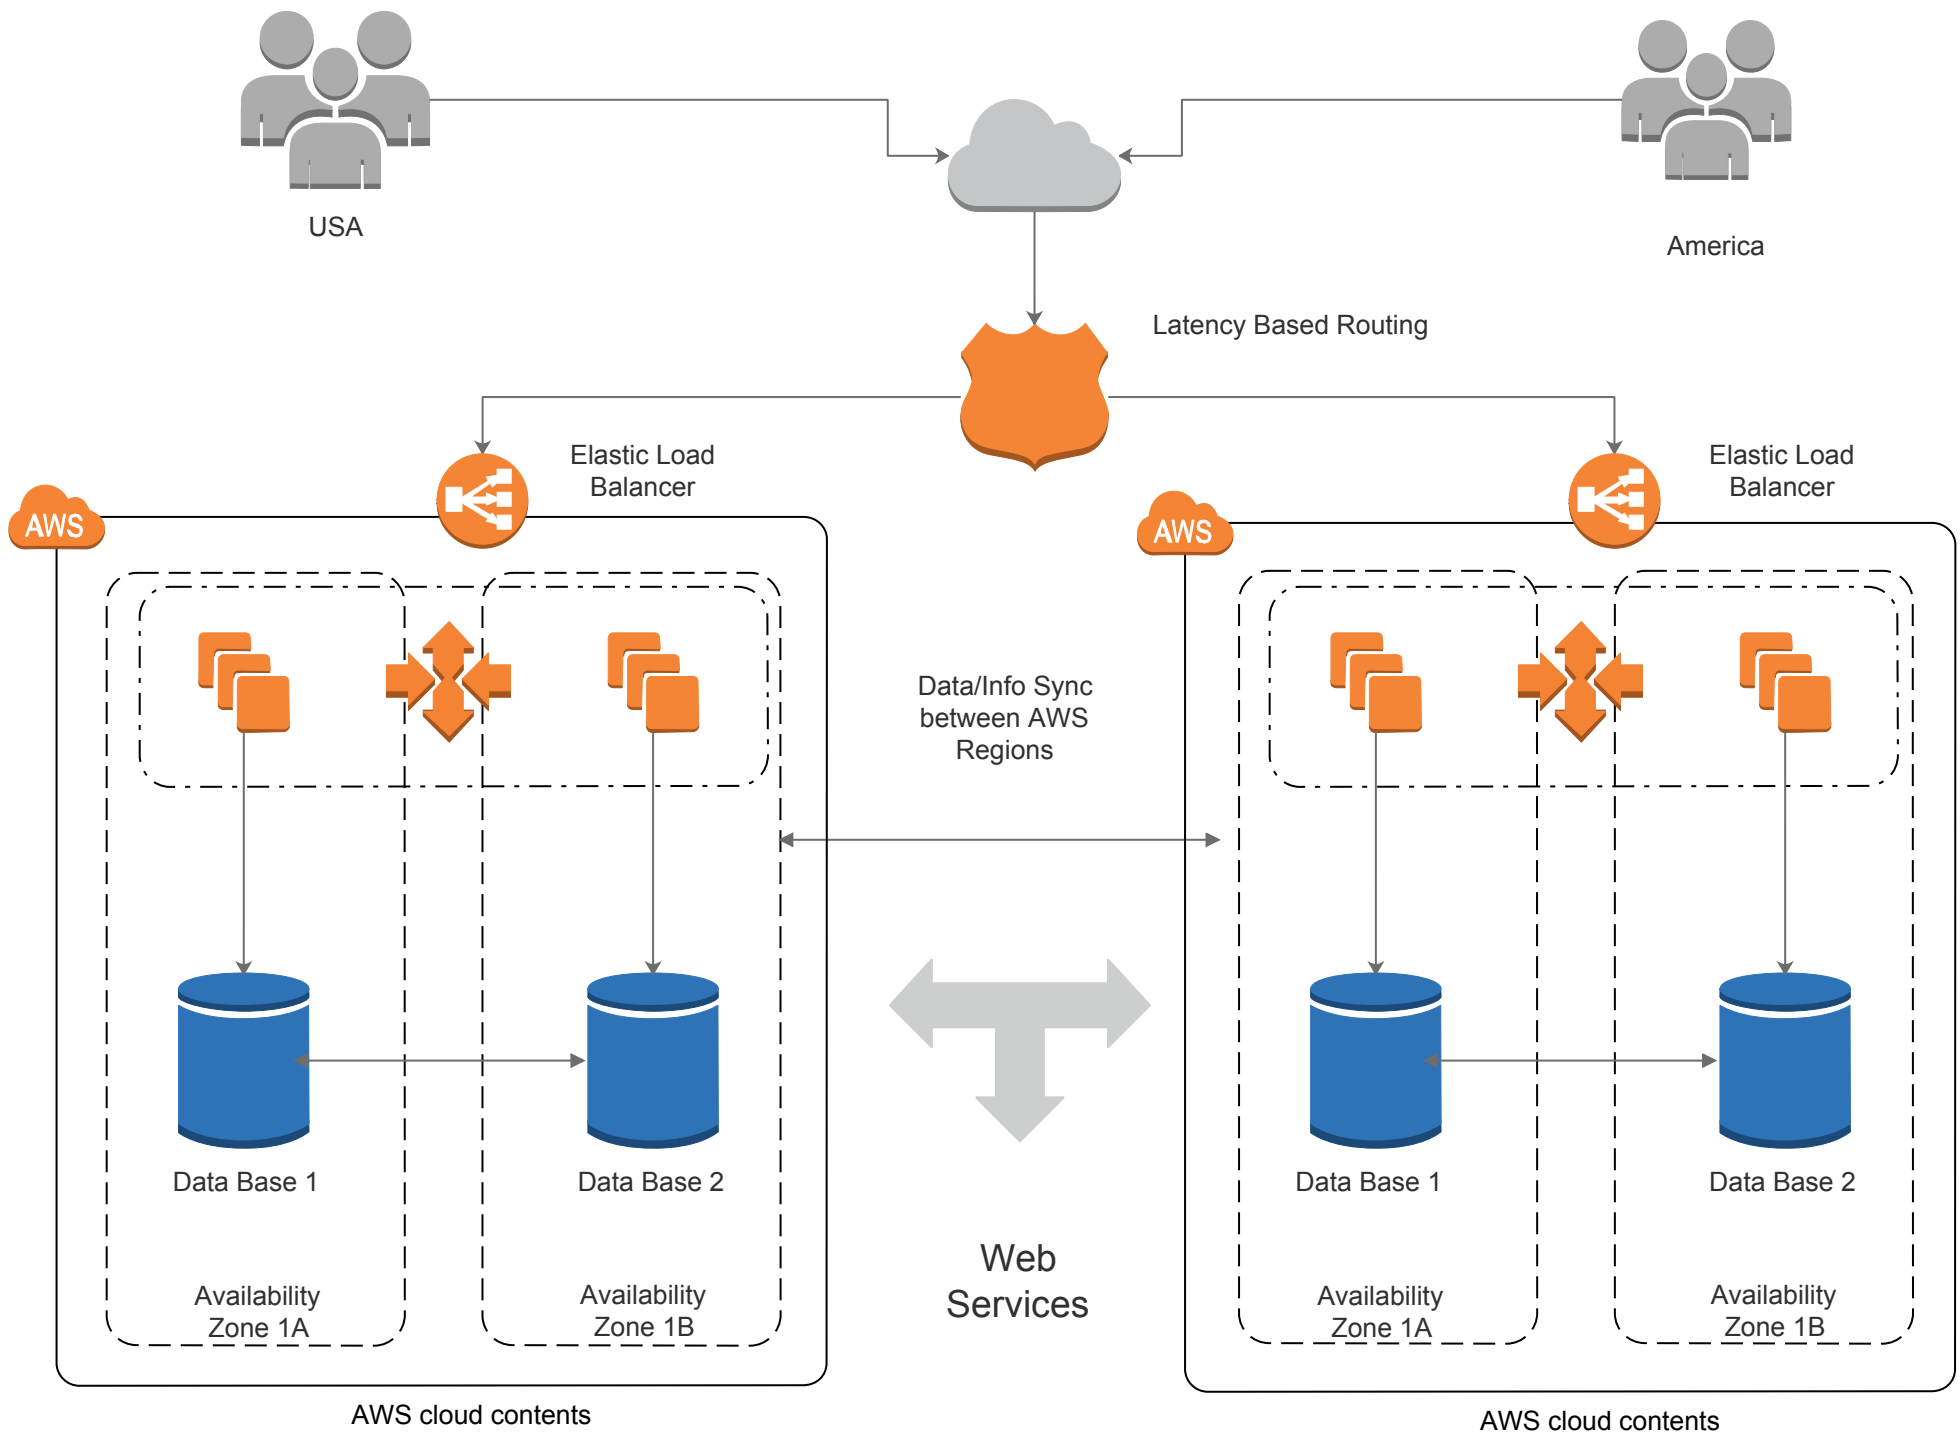 USA
America
Latency Based Routing
Elastic Load
Balancer
Elastic Load
Balancer
AWS
AWS
Data/Info Sync
between AWS
Regions
Data Base 1
Data Base 2
Data Base 1
Data Base 2
Web
Services
Availability
Zone 1A
Availability
Zone 1B
Availability
Zone 1A
Availability
Zone 1B
AWS cloud contents
AWS cloud contents